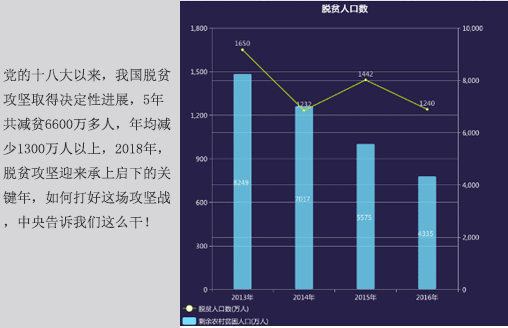 党的十八大以来，我国脱贫
攻坚取得决定性进展，5年
共减贫6600万多人，年均减
少1300万人以上，2018年，
脱贫攻坚迎来承上启下的关
键年，如何打好这场攻坚战
，中央告诉我们这么干！
脱贫人口数
1,800
10,000
1650
1,500
8,000
1442
1232
1240
1,200
6,000
900
8249
7017
4,000
600
5575
4335
2,000
300
0
0
2013年
2014年
2015年
2016年
脱贫人口数(万人)
剩余农村贫困人口(万人)